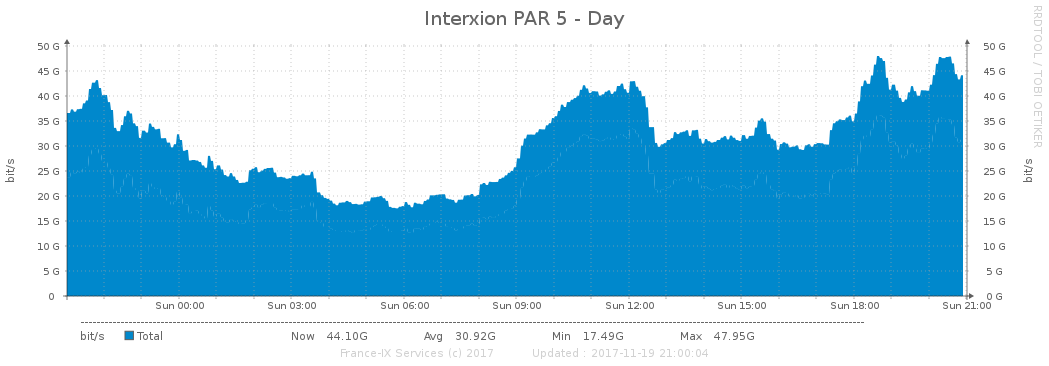 Interxion PAR 5 - Day
RRDTOOL / TOBI OETIKER
bit/s
50 G 50 G
45 G 45 G
40 G 40 G
35 G 35 G
30 G 30 G
25 G 25 G
20 G 20 G
15 G 15 G
10 G 10 G
5 G 5 G
0 0 G
bit/s
Sun 00:00 Sun 03:00 Sun 06:00 Sun 09:00 Sun 12:00 Sun 15:00 Sun 18:00 Sun 21:00
bit/s Total Now 44.10G Avg 30.92G Min 17.49G Max 47.95G
France-IX Services (c) 2017 Updated : 2017-11-19 21:00:04